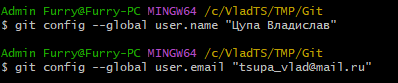 Admin Furry@Furry-PC MINGW64 /c/VladTS/TMP/Git
$ git config --global user.name "Цупа Владислав"
Admin Furry@Furry-PC MINGW64 /c/VladTS/TMP/Git
$ git config --global user.email "tsupa_vlad@mail.ru"